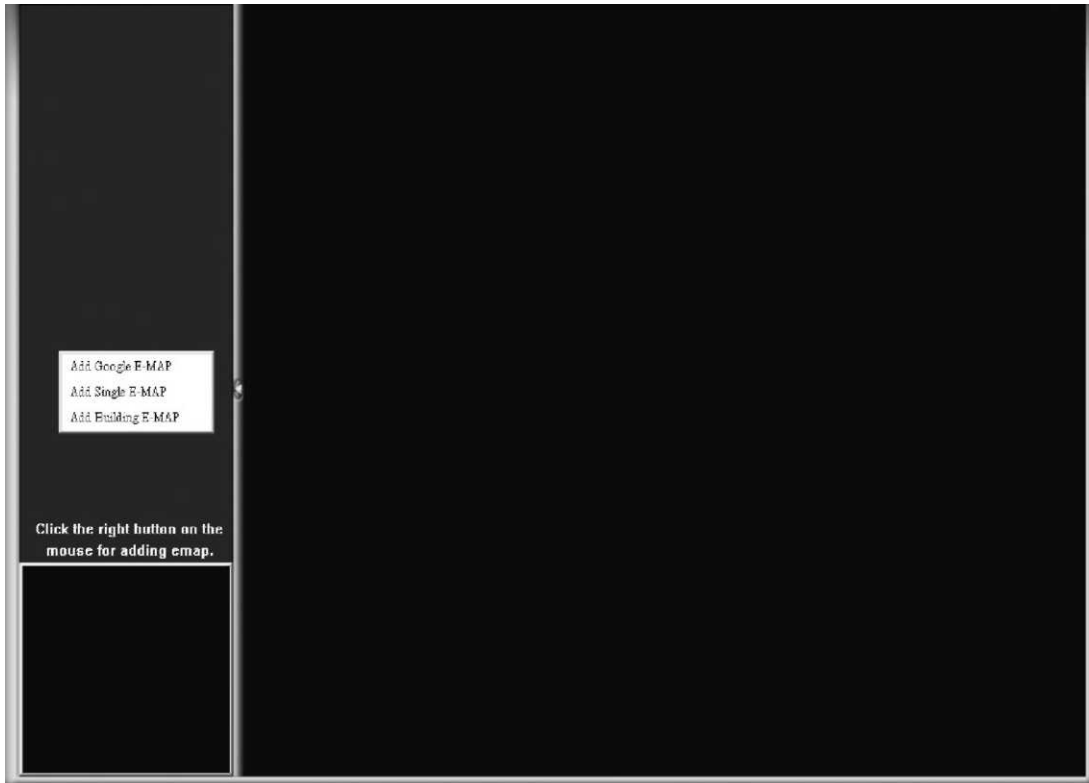 Add Google E-MAP
Add Single E-MAP
Add Building E-MAP
Click the right button on the
mouse for adding emap.